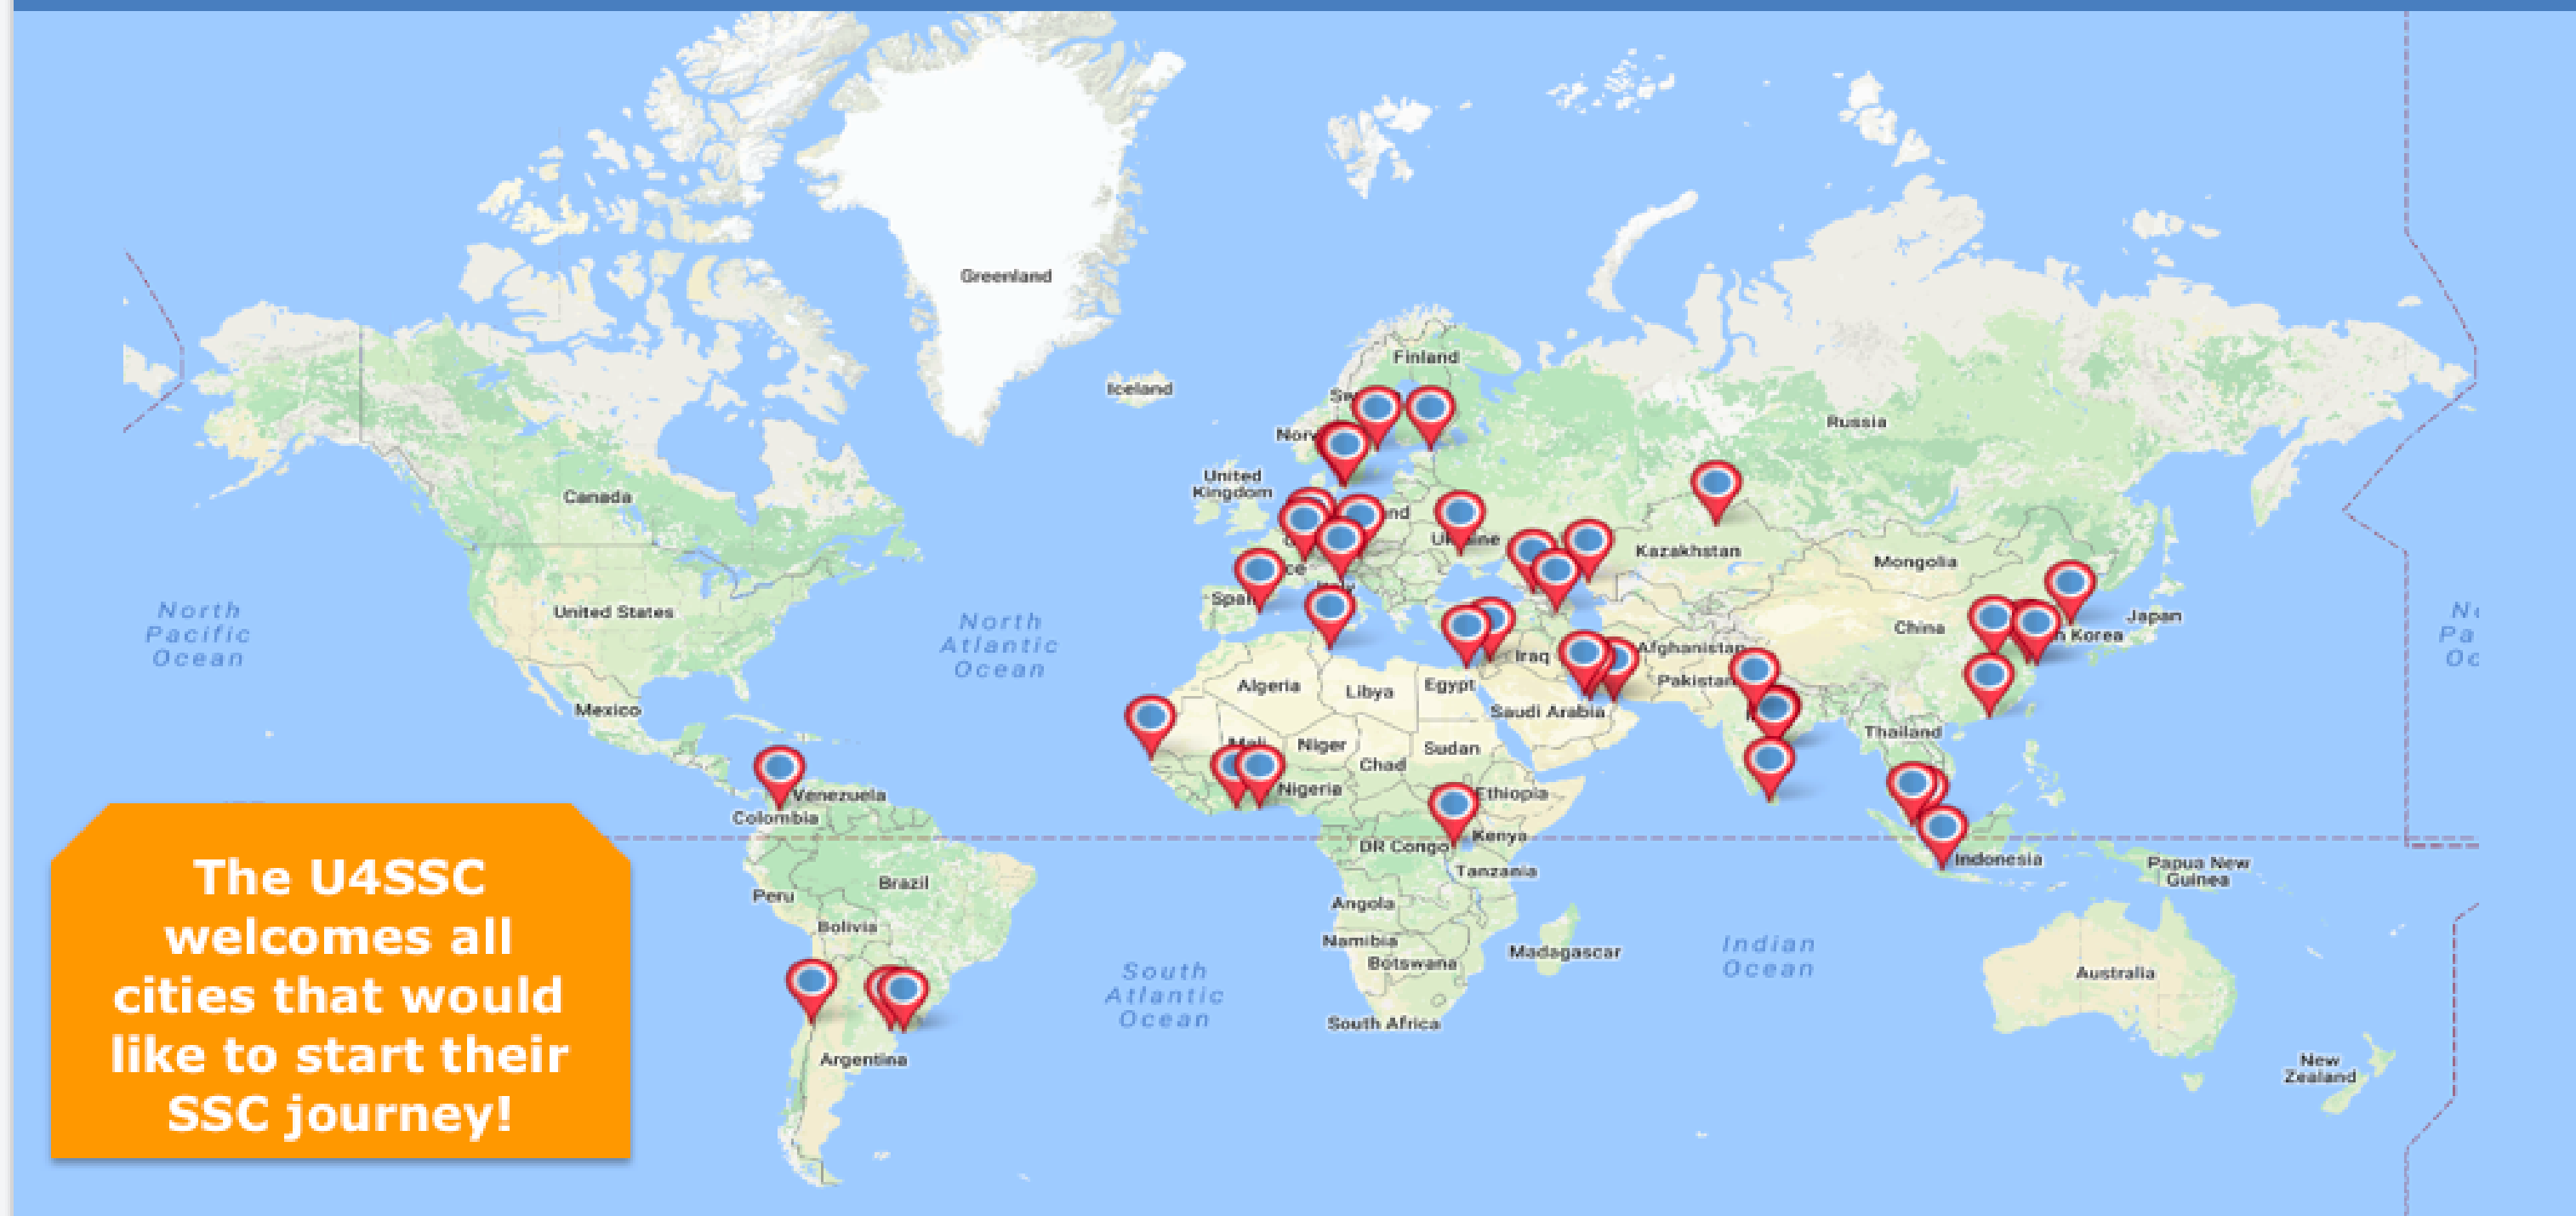 Greenland
Finland
Iceland
Russia
United
Kingdom
Canada
Kazakhstan
Mongolia
North
Pacific
Ocean
United States
North
Atlantic
Ocean
China
Japan
Korea
Iraq
Afghanistan
Pakistan
Algeria
Libya
Egypt
Saudi Arabia
Mexico
Mali
Niger
Sudan
Chad
Thailand
Nigeria
Ethiopia
Venezuela
Colombia
Kenya
DR Congo
Tanzania
Indonesia
Papua New
Guinea
Brazil
Peru
Angola
Bolivia
Namibia
Botswana
Madagascar
Indian
Ocean
South
Atlantic
Ocean
Australia
South Africa
Argentina
New
Zealand
The U4SSC
welcomes all
cities that would
like to start their
SSC journey!